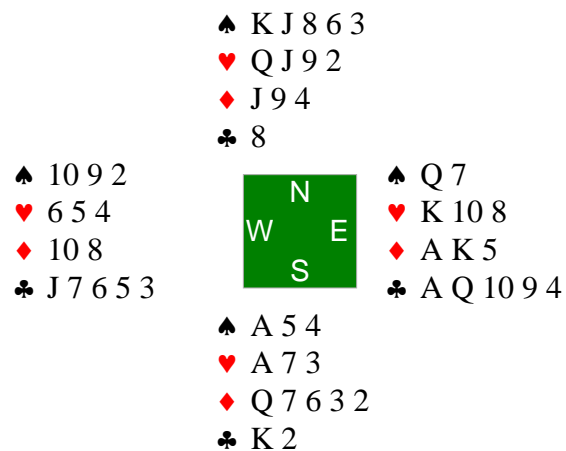 ♠ K J 8 6 3
♥ Q J 9 2
♦ J 9 4
♣ 8
♠ 10 9 2
♥ 6 5 4
♦ 10 8
♣ J 7 6 5 3
N
W E
S
♠ Q 7
♥ K 10 8
♦ A K 5
♣ A Q 10 9 4
♠ A 5 4
♥ A 7 3
♦ Q 7 6 3 2
♣ K 2